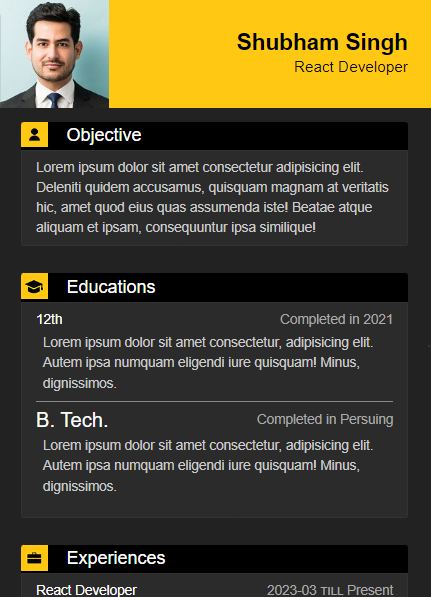 Shubham Singh
React Developer
Objective
Lorem ipsum dolor sit amet consectetur adipisicing elit.
Deleniti quidem accusamus, quisquam magnam at veritatis
hic, amet quod eius quas assumenda iste! Beatae atque
aliquam et ipsam, consequuntur ipsa similique!
Educations
12th Completed in 2021
Lorem ipsum dolor sit amet consectetur, adipisicing elit.
Autem ipsa numquam eligendi iure quisquam! Minus,
dignissimos.
B. Tech. Completed in Persuing
Lorem ipsum dolor sit amet consectetur, adipisicing elit.
Autem ipsa numquam eligendi iure quisquam! Minus,
dignissimos.
Experiences
React Developer 2023-03 TILL Present